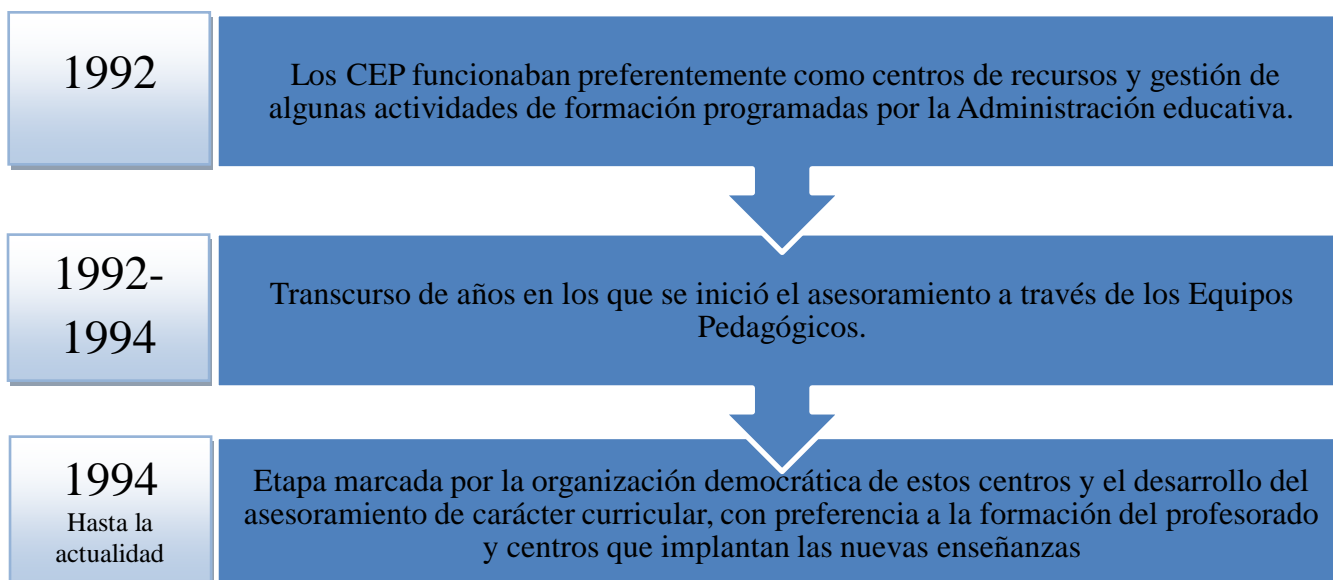 1992
Los CEP funcionaban preferentemente como centros de recursos y gestión de
algunas actividades de formación programadas por la Administración educativa.
1992-
1994
Transcurso de años en los que se inició el asesoramiento a través de los Equipos
Pedagógicos.
1994
Hasta la
actualidad
Etapa marcada por la organización democrática de estos centros y el desarrollo del
asesoramiento de carácter curricular, con preferencia a la formación del profesorado
y centros que implantan las nuevas enseñanzas